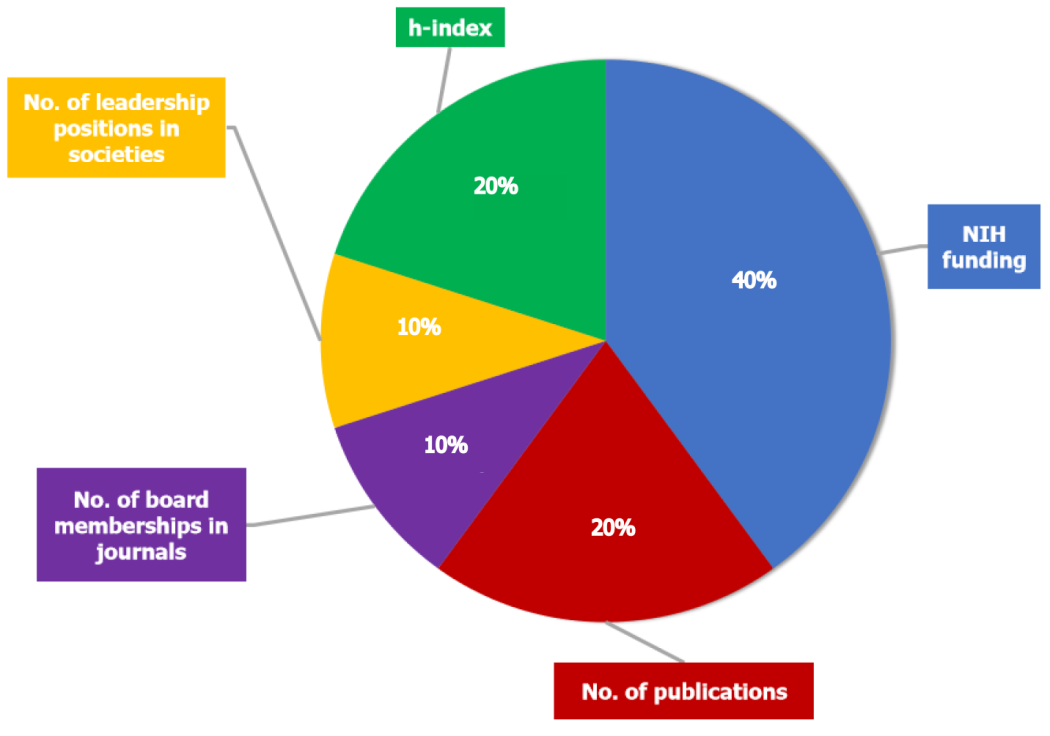 h-index
No. of leadership
positions in
societies
20%
NIH
funding
40%
10%
10%
No. of board
memberships in
journals
20%
No. of publications